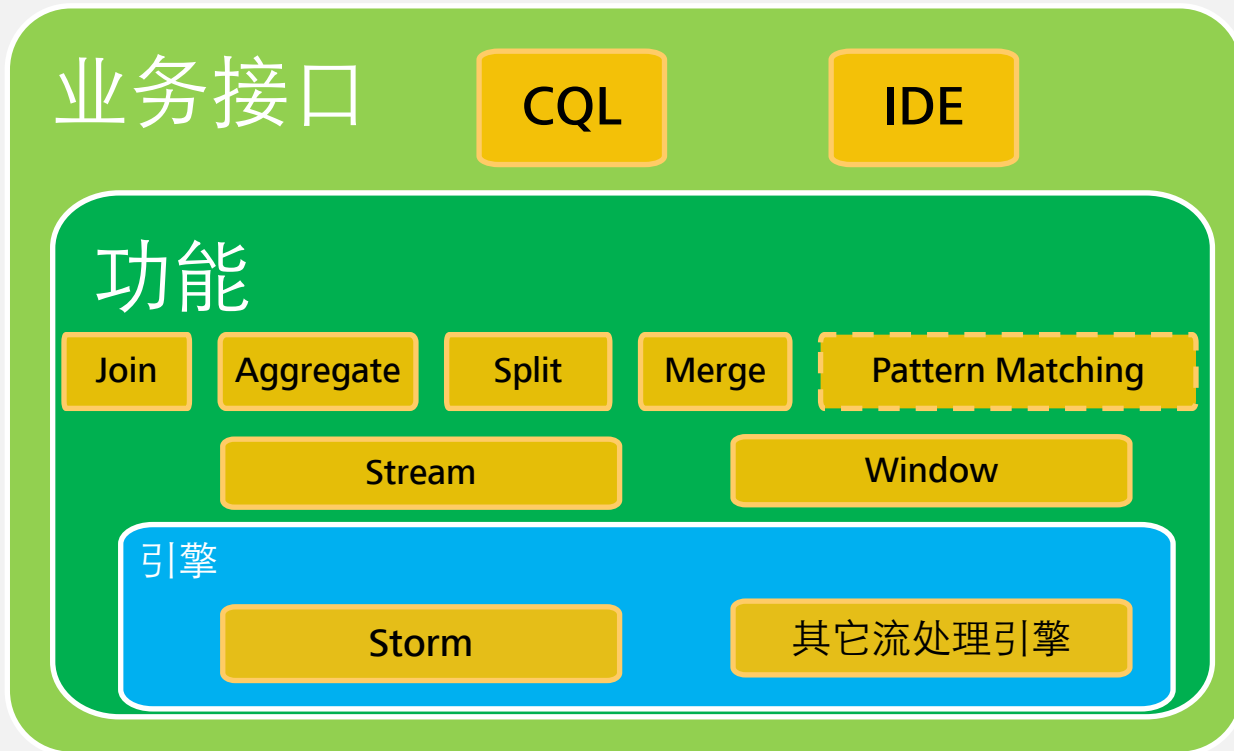 业务接口
CQL
IDE
功能
Join
Aggregate
Split
Merge
Pattern Matching
Stream
Window
引擎
Storm
其它流处理引擎